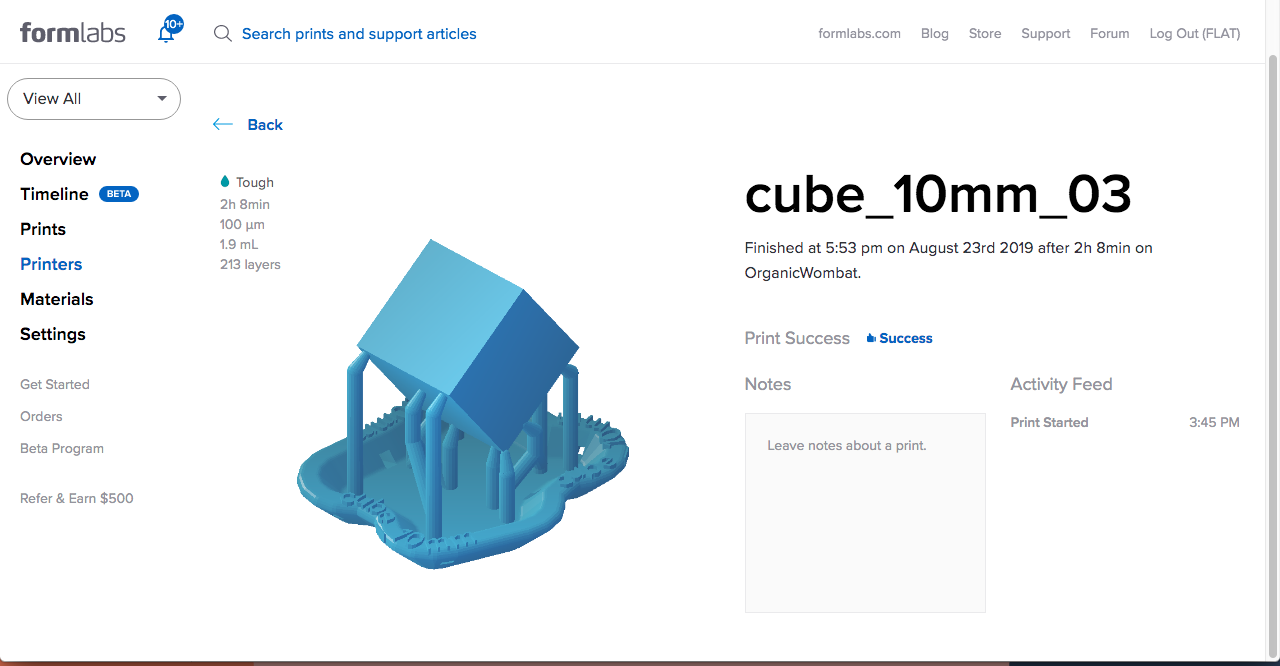 formlabs
10+
Search prints and support articles
formlabs.com
Blog
Store
Support
Forum
Log Out (FLAT)
View All
Overview
Timeline BETA
Prints
Printers
Materials
Settings
Get Started
Orders
Beta Program
Refer & Earn $500
Back
Tough
2h 8min
100 µm
1.9 mL
213 layers
cube 10mm
cube_10mm_03
Finished at 5:53 pm on August 23rd 2019 after 2h 8min on
OrganicWombat.
Print Success Success
Notes
Leave notes about a print.
Activity Feed
Print Started 3:45 PM